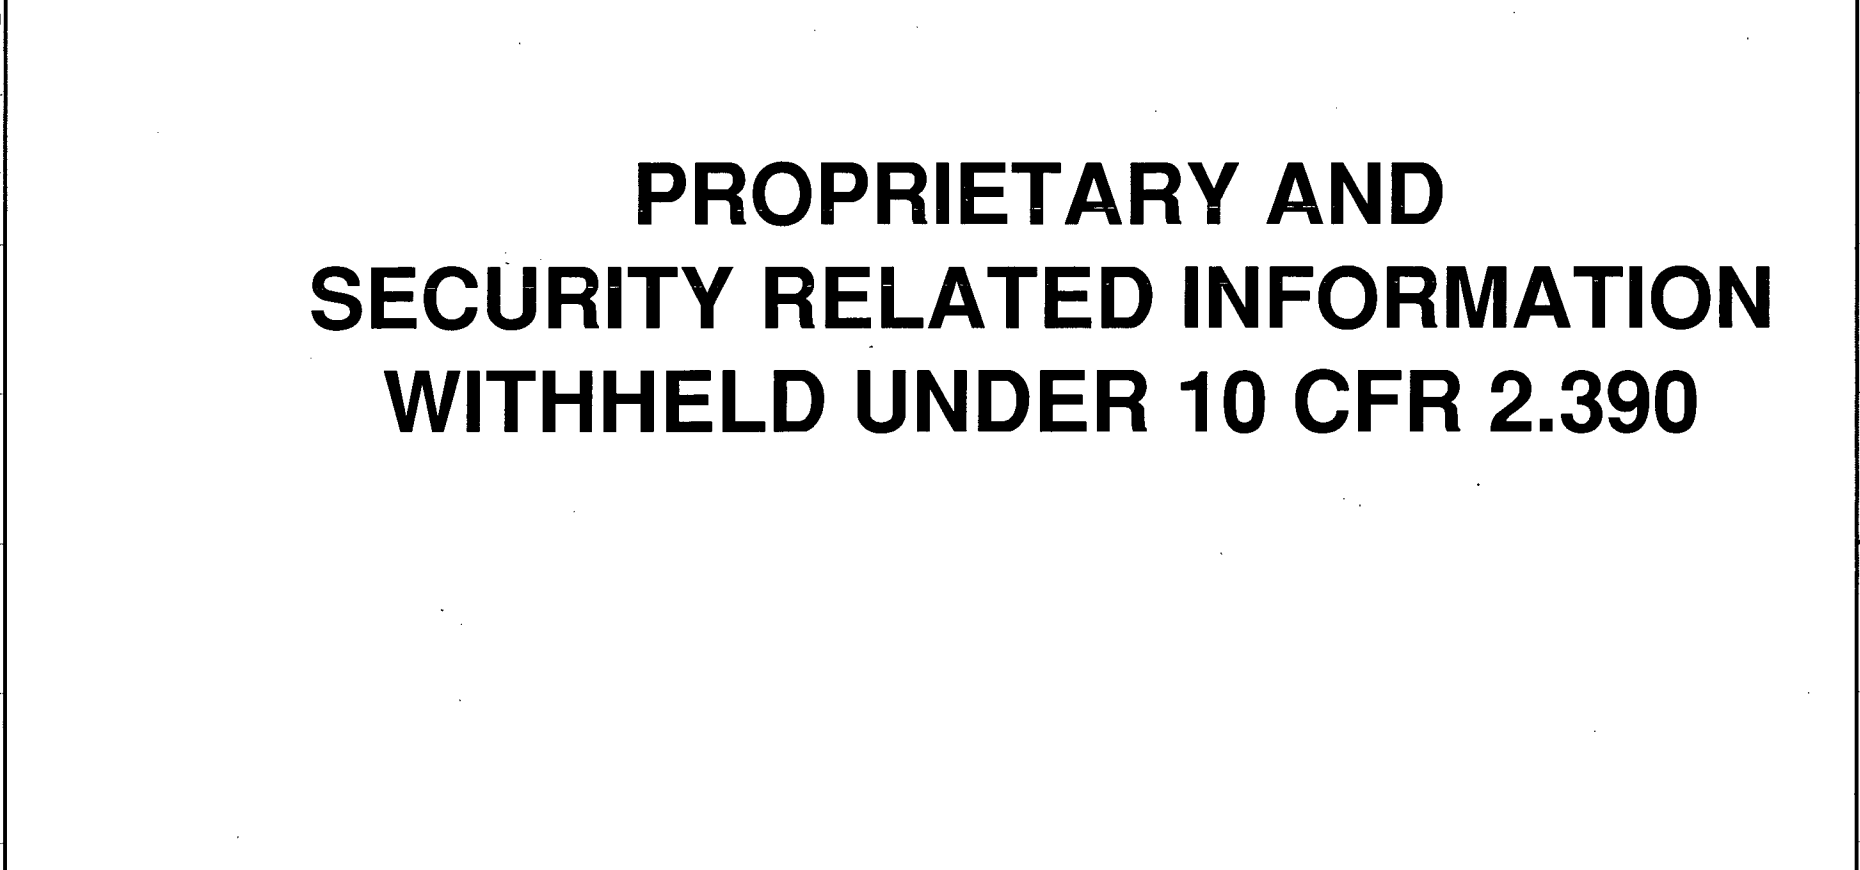 PROPRIETARY AND
SECURITY RELATED INFORMATION
WITHHELD UNDER 10 CFR 2.390